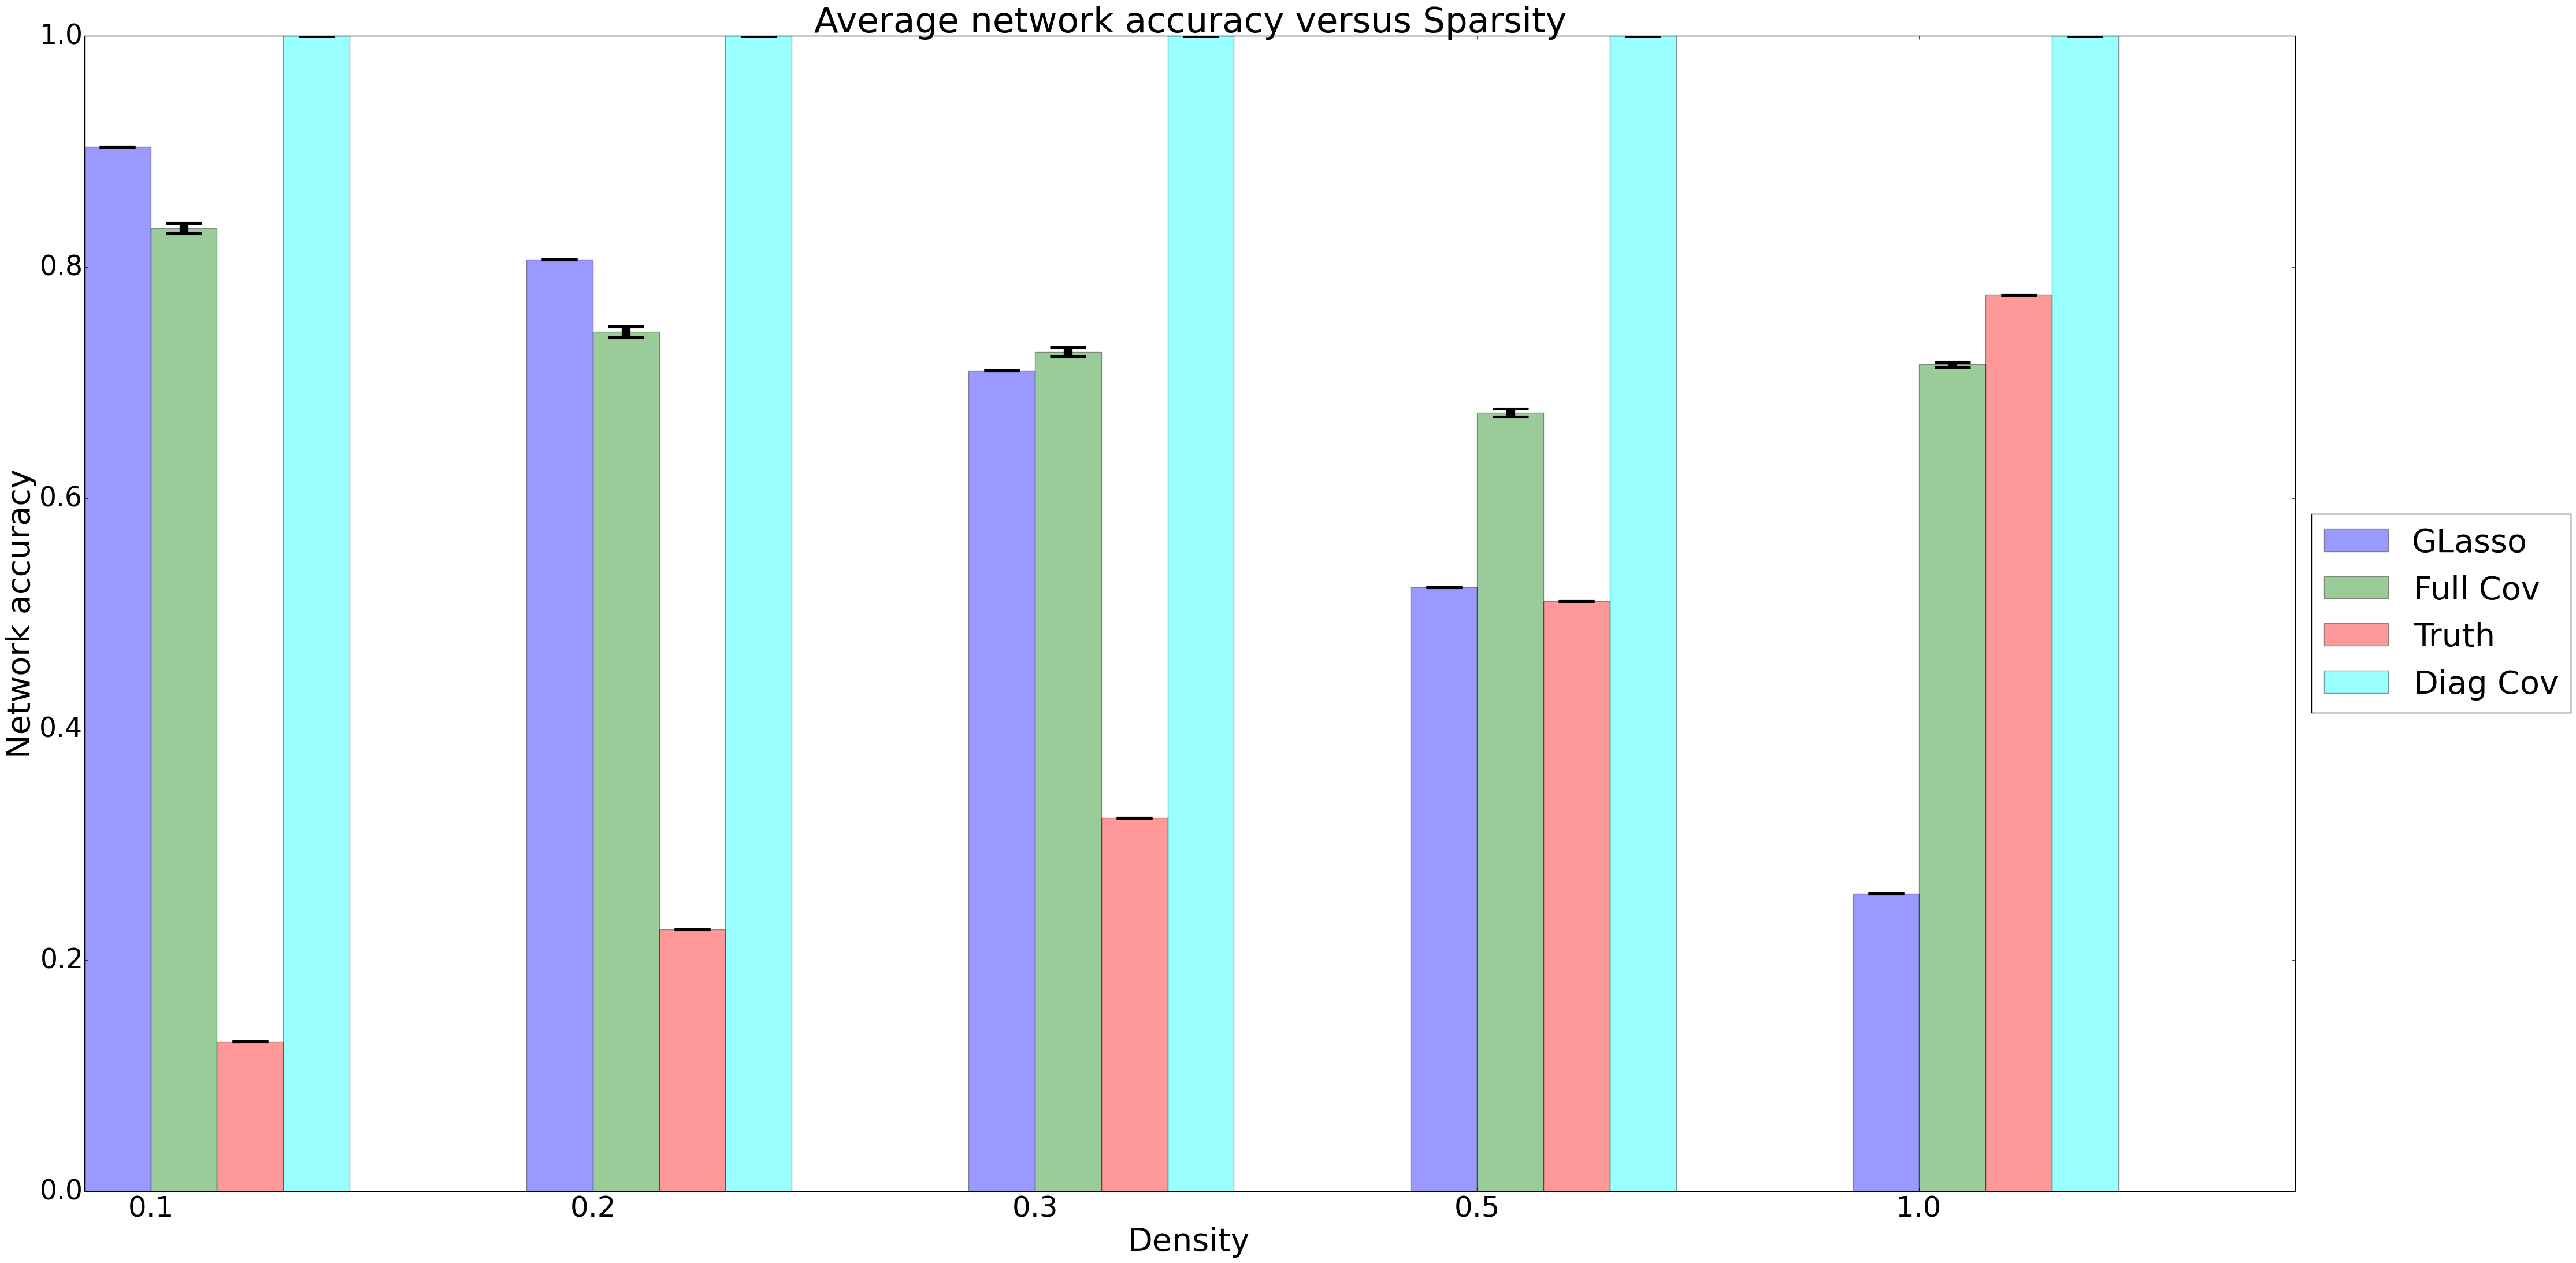 Average network accuracy versus Sparsity
1.0
0.8
0.6
0.4
0.2
0.0
Network accuracy
0.1
0.2
0.3
0.5
1.0
Density
GLasso
Full Cov
Truth
Diag Cov